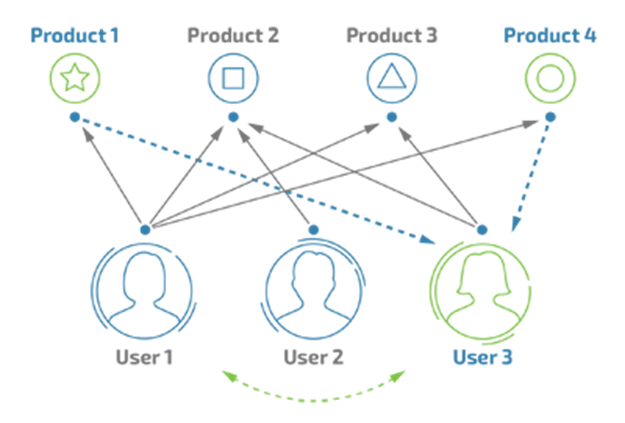 Product 1
Product 2
Product 3
Product 4
User 1
User 2
User 3